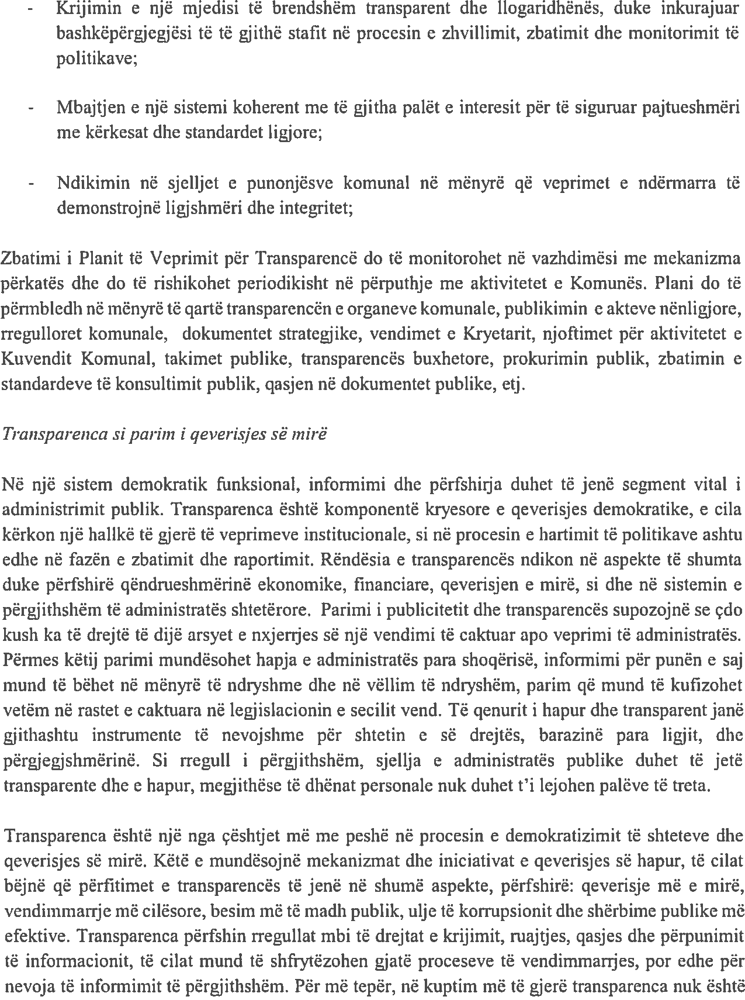 - Krijimin e një mjedisi të brendshëm transparent dhe llogaridhënës, duke inkurajuar
bashkëpërgjegjësi të të gjithë stafit në procesin e zhvillimit, zbatimit dhe monitorimit të
politikave;
- Mbajtjen e një sistemi koherent me të gjitha palët e interesit për të siguruar pajtueshmëri
me kërkesat dhe standardet ligjore;
- Ndikimin në sjelljet e punonjësve komunal në mënyrë që veprimet e ndërmarra të
demonstrojnë ligjshmëri dhe integritet;
Zbatimi i Planit të Veprimit për Transparencë do të monitorohet në vazhdimësi me mekanizma
përkatës dhe do të rishikohet periodikisht në përputhje me aktivitetet e Komunës. Plani do të
përmbledh në mënyrë të qartë transparencën e organeve komunale, publikimin e akteve nënligjore,
rregulloret komunale, dokumentet strategjike, vendimet e Kryetarit, njoftimet për aktivitetet e
Kuvendit Komunal, takimet publike, transparencës buxhetore, prokurimin publik, zbatimin e
standardeve të konsultimit publik, qasjen në dokumentet publike, etj.
Transparenca si parim i qeverisjes së mirë
Në një sistem demokratik funksional, informimi dhe përfshirja duhet të jenë segment vital i
administrimit publik. Transparenca është komponentë kryesore e qeverisjes demokratike, e cila
kërkon një hallkë të gjerë të veprimeve institucionale, si në procesin e hartimit të politikave ashtu
edhe në fazën e zbatimit dhe raportimit. Rëndësia e transparencës ndikon në aspekte të shumta
duke përfshirë qëndrueshmërinë ekonomike, financiare, qeverisjen e mirë, si dhe në sistemin e
përgjithshëm të administratës shtetërore. Parimi i publicitetit dhe transparencës supozojnë se çdo
kush ka të drejtë të dijë arsyet e nxjerrjes së një vendimi të caktuar apo veprimi të administratës.
Përmes këtij parimi mundësohet hapja e administratës para shoqërisë, informimi për punën e saj
mund të bëhet në mënyrë të ndryshme dhe në vëllim të ndryshëm, parim që mund të kufizohet
vetëm në rastet e caktuara në legjislacionin e secilit vend. Të qenurit i hapur dhe transparent janë
gjithashtu instrumente të nevojshme për shtetin e së drejtës, barazinë para ligjit, dhe
përgjegjshmërinë. Si rregull i përgjithshëm, sjellja e administratës publike duhet të jetë
transparente dhe e hapur, megjithëse të dhënat personale nuk duhet t'i lejohen palëve të treta.
Transparenca është një nga çështjet më me peshë në procesin e demokratizimit të shteteve dhe
qeverisjes së mirë. Këtë e mundësojnë mekanizmat dhe iniciativat e qeverisjes së hapur, të cilat
bëjnë që përfitimet e transparencës të jenë në shumë aspekte, përfshirë: qeverisje më e mirë,
vendimmarrje më cilësore, besim më të madh publik, ulje të korrupsionit dhe shërbime publike më
efektive. Transparenca përfshin rregullat mbi të drejtat e krijimit, ruajtjes, qasjes dhe përpunimit
të informacionit, të cilat mund të shfrytëzohen gjatë proceseve të vendimmarrjes, por edhe për
nevoja të informimit të përgjithshëm. Për më tepër, në kuptim më të gjerë transparenca nuk është